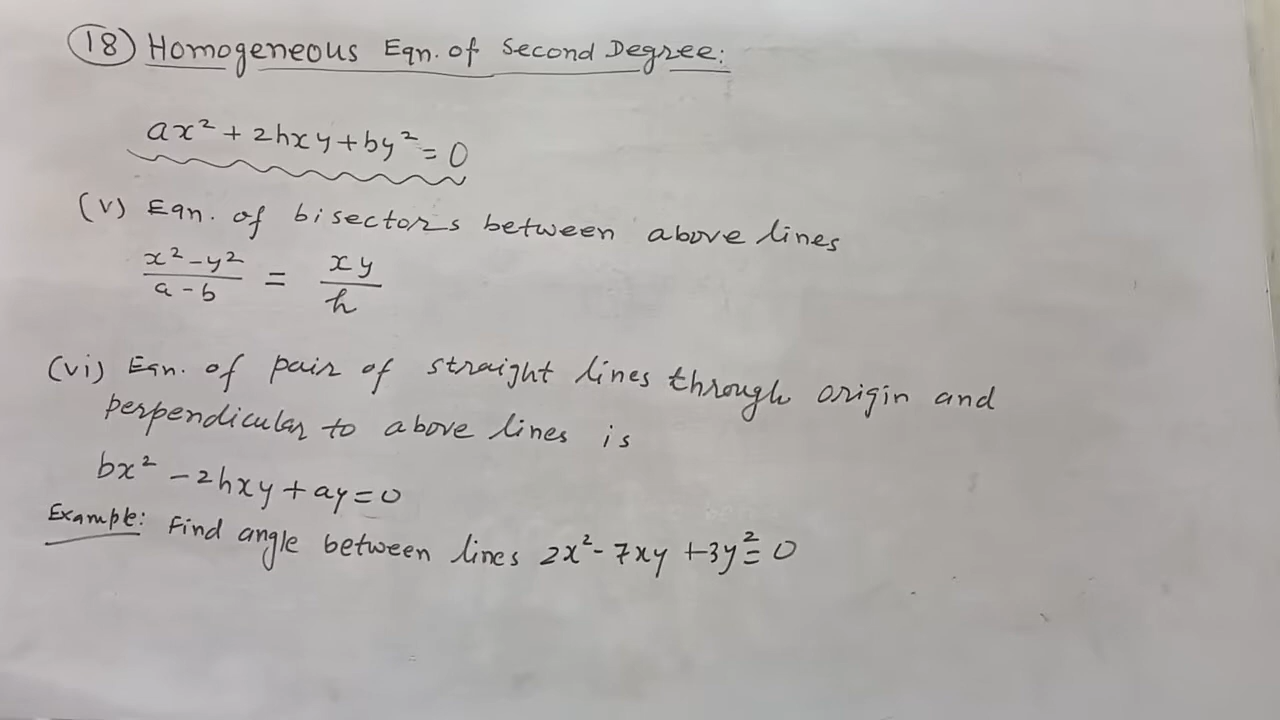 (18) Homogeneous Eqn. of Second Degree:
ax² + 2hxy + by² = 0
(v) Eqn. of bisectors between above lines
x² - y² / a - b = xy / h
(vi) Eqn. of pair of straight lines through origin and
perpendicular to above lines is
bx² - 2hxy + ay = 0
Example: Find angle between lines 2x² - 7xy + 3y² = 0